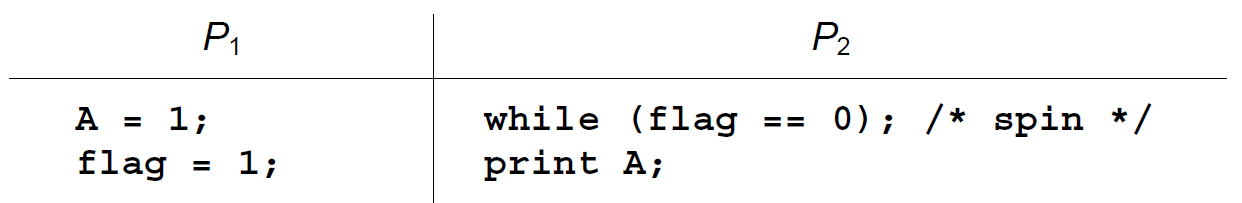 P₁ P₂
A = 1; while (flag == 0); /* spin */
flag = 1; print A;